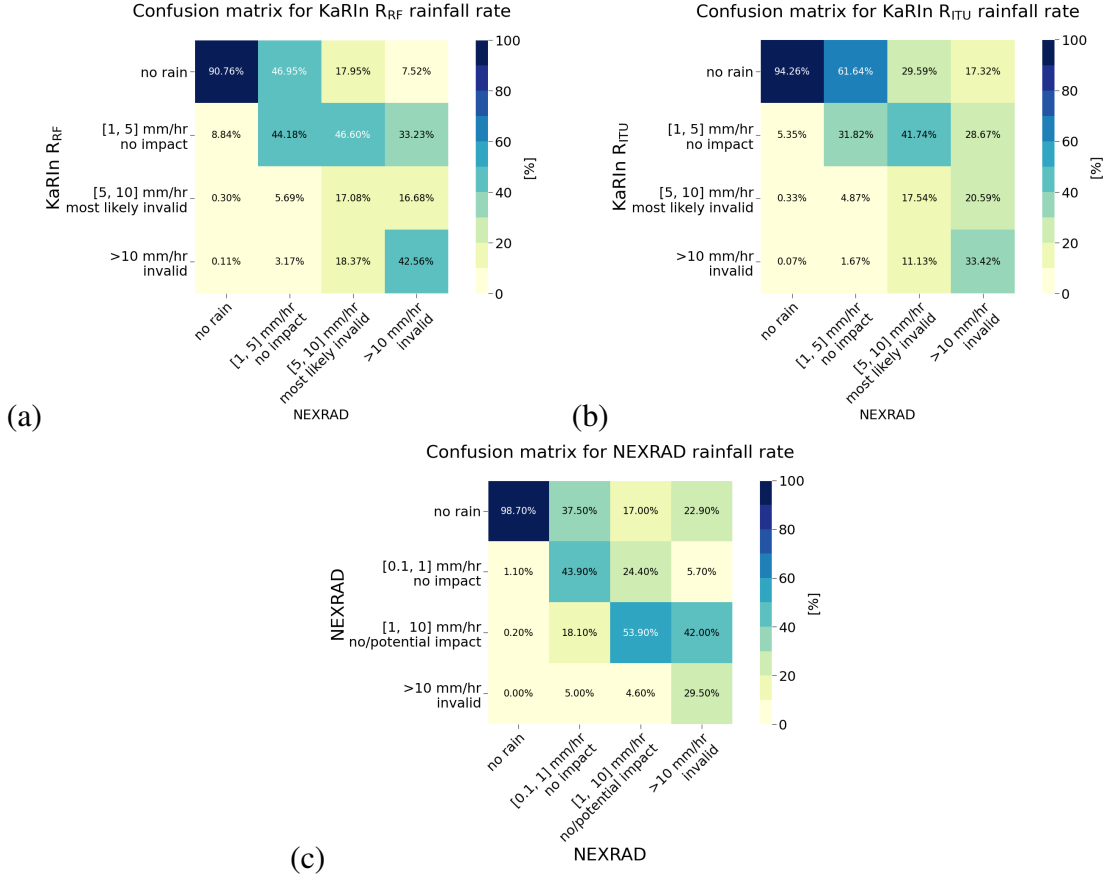 Confusion matrix for KaRIn R_RF rainfall rate
KaRIn R_RF
no rain
90.76% 46.95% 17.95% 7.52%
[1, 5] mm/hr
no impact
8.84% 44.18% 46.60% 33.23%
[5, 10] mm/hr
most likely invalid
0.30% 5.69% 17.08% 16.68%
>10 mm/hr
invalid
0.11% 3.17% 18.37% 42.56%
no rain
[1, 5] mm/hr
no impact
[5, 10] mm/hr
most likely invalid
>10 mm/hr
invalid
NEXRAD
100
80
60
40
20
0
[%]
(a)
Confusion matrix for KaRIn R_ITU rainfall rate
KaRIn R_ITU
no rain
94.26% 61.64% 29.59% 17.32%
[1, 5] mm/hr
no impact
5.35% 31.82% 41.74% 28.67%
[5, 10] mm/hr
most likely invalid
0.33% 4.87% 17.54% 20.59%
>10 mm/hr
invalid
0.07% 1.67% 11.13% 33.42%
no rain
[1, 5] mm/hr
no impact
[5, 10] mm/hr
most likely invalid
>10 mm/hr
invalid
NEXRAD
100
80
60
40
20
0
[%]
(b)
Confusion matrix for NEXRAD rainfall rate
NEXRAD
no rain
98.70% 37.50% 17.00% 22.90%
[0.1, 1] mm/hr
no impact
1.10% 43.90% 24.40% 5.70%
[1, 10] mm/hr
no/potential impact
0.20% 18.10% 53.90% 42.00%
>10 mm/hr
invalid
0.00% 5.00% 4.60% 29.50%
no rain
[0.1, 1] mm/hr
no impact
[1, 10] mm/hr
no/potential impact
>10 mm/hr
invalid
NEXRAD
100
80
60
40
20
0
[%]
(c)